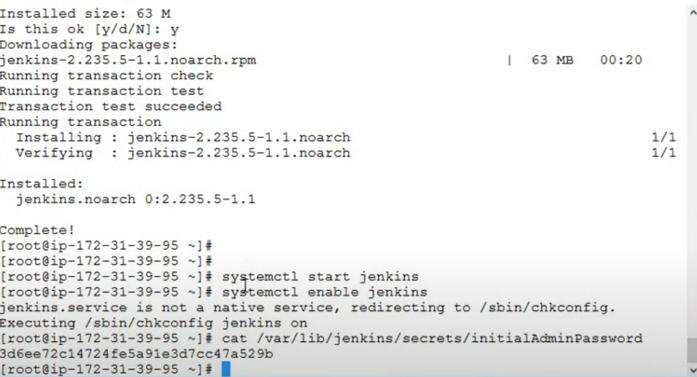 Installed size: 63 M
Is this ok [y/d/N]: y
Downloading packages:
jenkins-2.235.5-1.1.noarch.rpm | 63 MB 00:20
Running transaction check
Running transaction test
Transaction test succeeded
Running transaction
Installing : jenkins-2.235.5-1.1.noarch 1/1
Verifying : jenkins-2.235.5-1.1.noarch 1/1
Installed:
jenkins.noarch 0:2.235.5-1.1
Complete!
[root@ip-172-31-39-95 ~]#
[root@ip-172-31-39-95 ~]#
[root@ip-172-31-39-95 ~]# systemctl start jenkins
[root@ip-172-31-39-95 ~]# systemctl enable jenkins
jenkins.service is not a native service, redirecting to /sbin/chkconfig.
Executing /sbin/chkconfig jenkins on
[root@ip-172-31-39-95 ~]# cat /var/lib/jenkins/secrets/initialAdminPassword
3d6ee72c14724fe5a91e3d7cc47a529b
[root@ip-172-31-39-95 ~]#